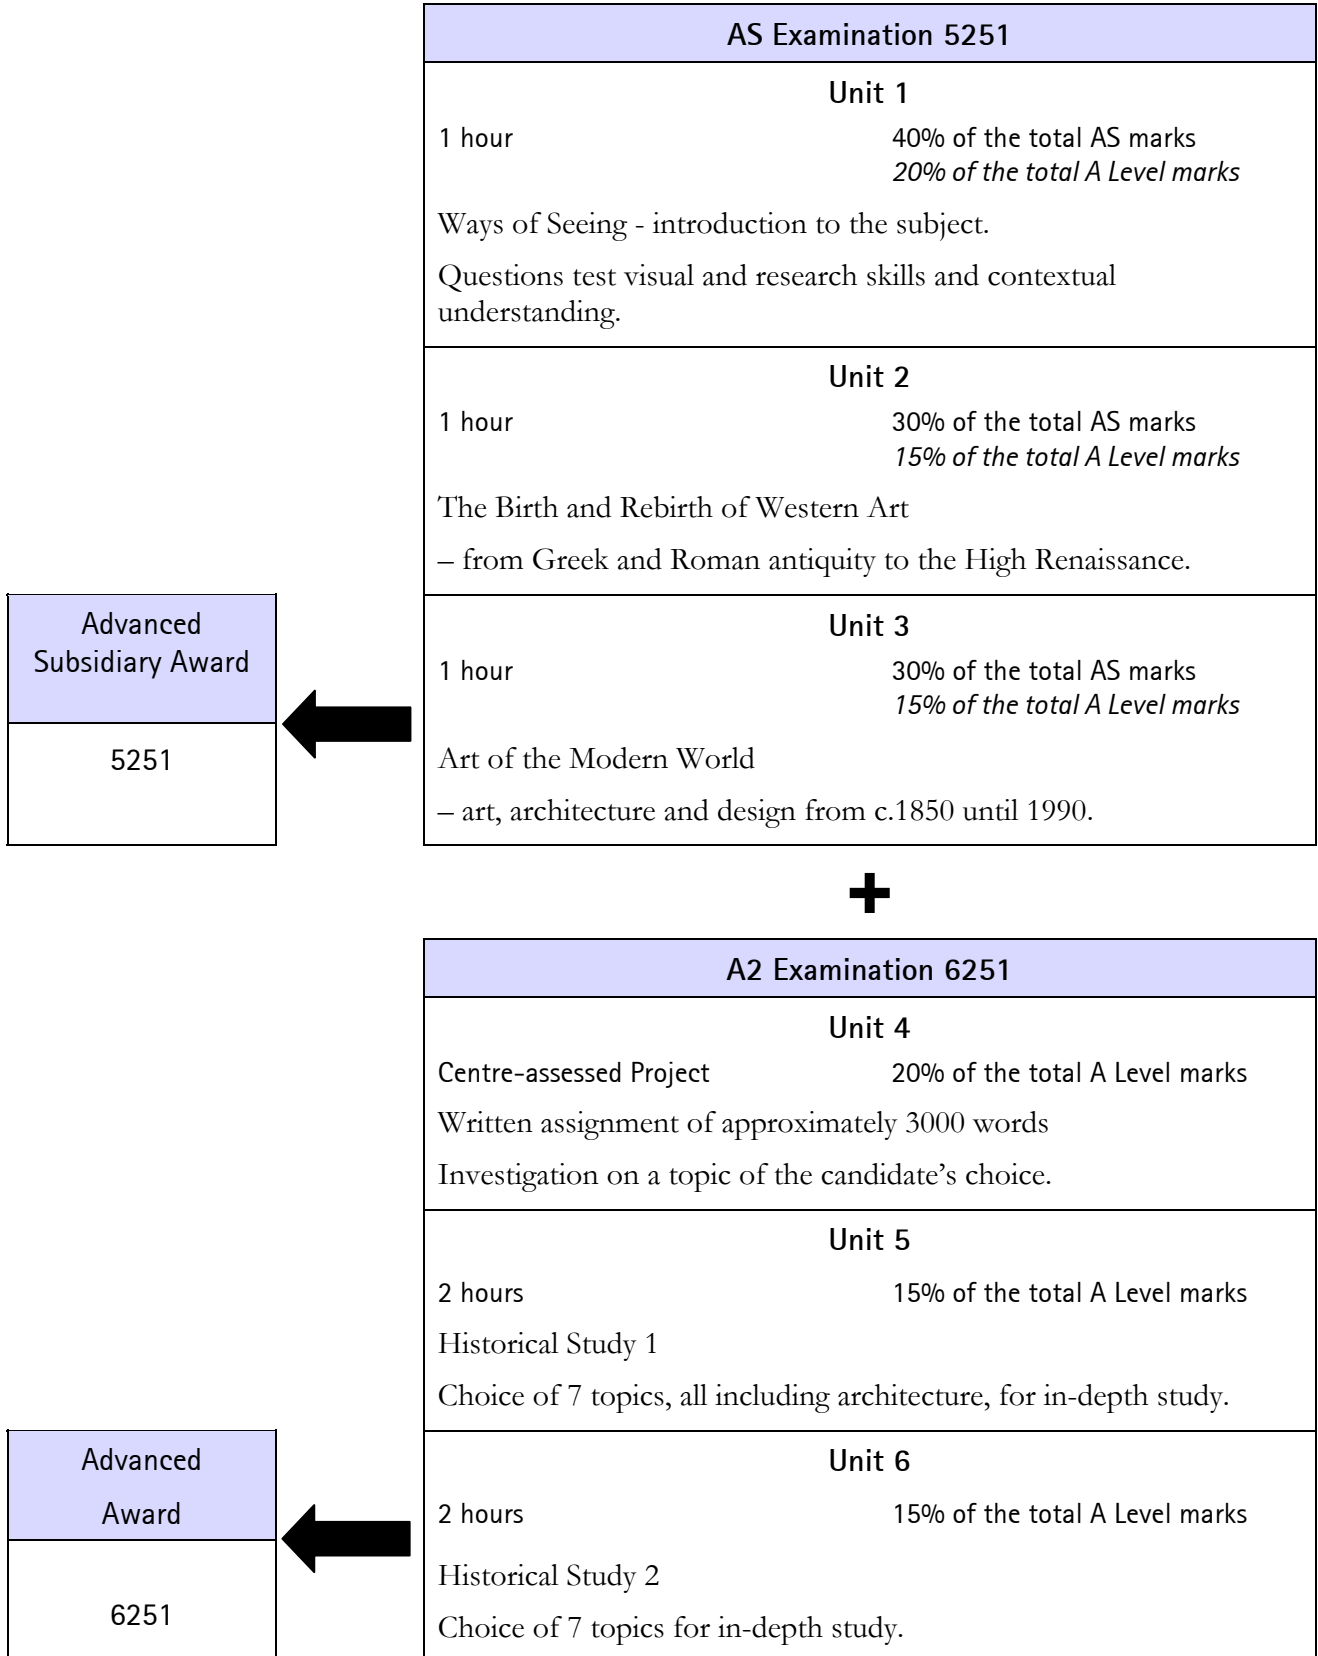 AS Examination 5251
Unit 1
1 hour 40% of the total AS marks
20% of the total A Level marks
Ways of Seeing - introduction to the subject.
Questions test visual and research skills and contextual
understanding.
Unit 2
1 hour 30% of the total AS marks
15% of the total A Level marks
The Birth and Rebirth of Western Art
– from Greek and Roman antiquity to the High Renaissance.
Advanced
Subsidiary Award
5251
Unit 3
1 hour 30% of the total AS marks
15% of the total A Level marks
Art of the Modern World
– art, architecture and design from c.1850 until 1990.
+
A2 Examination 6251
Unit 4
Centre-assessed Project 20% of the total A Level marks
Written assignment of approximately 3000 words
Investigation on a topic of the candidate’s choice.
Unit 5
2 hours 15% of the total A Level marks
Historical Study 1
Choice of 7 topics, all including architecture, for in-depth study.
Advanced
Award
6251
Unit 6
2 hours 15% of the total A Level marks
Historical Study 2
Choice of 7 topics for in-depth study.